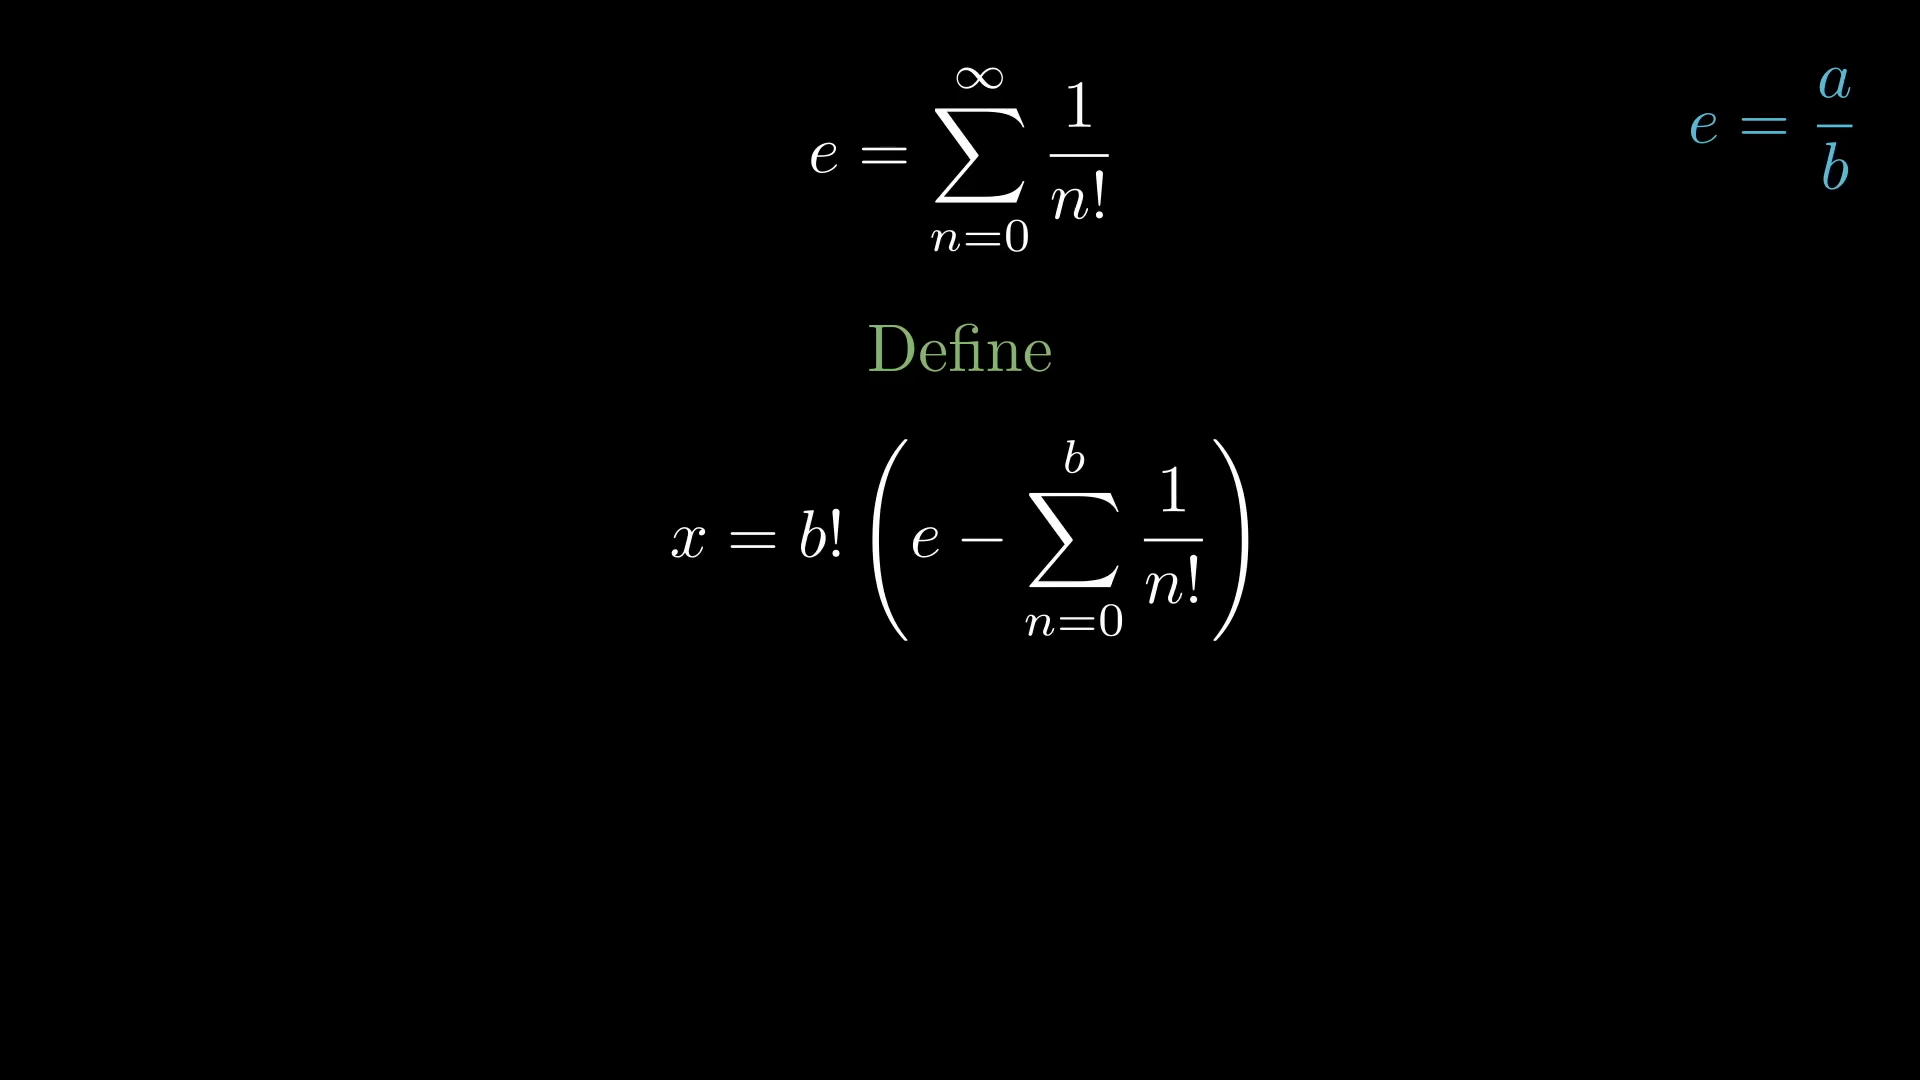 $e = \sum_{n=0}^{\infty} \frac{1}{n!}$
$e = \frac{a}{b}$
Define
$x = b! \left( e - \sum_{n=0}^{b} \frac{1}{n!} \right)$